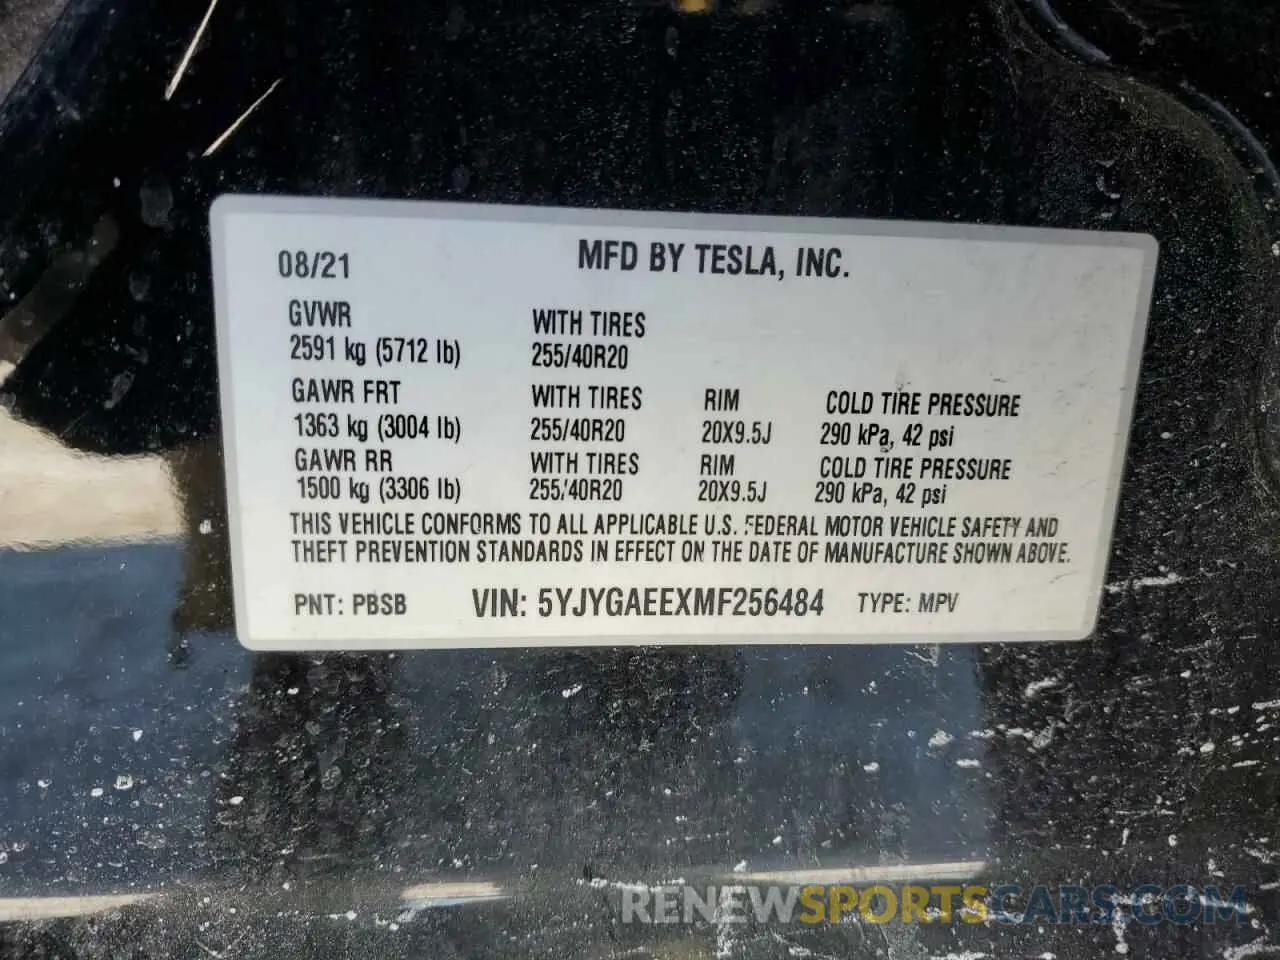 08/21 MFD BY TESLA, INC.
GVWR WITH TIRES
2591 kg (5712 lb) 255/40R20
GAWR FRT WITH TIRES RIM COLD TIRE PRESSURE
1363 kg (3004 lb) 255/40R20 20X9.5J 290 kPa, 42 psi
GAWR RR WITH TIRES RIM COLD TIRE PRESSURE
1500 kg (3306 lb) 255/40R20 20X9.5J 290 kPa, 42 psi
THIS VEHICLE CONFORMS TO ALL APPLICABLE U.S. FEDERAL MOTOR VEHICLE SAFETY AND
THEFT PREVENTION STANDARDS IN EFFECT ON THE DATE OF MANUFACTURE SHOWN ABOVE.
PNT: PBSB VIN: 5YJYGAEEXMF256484 TYPE: MPV
RENEWSPORTSCARS.COM